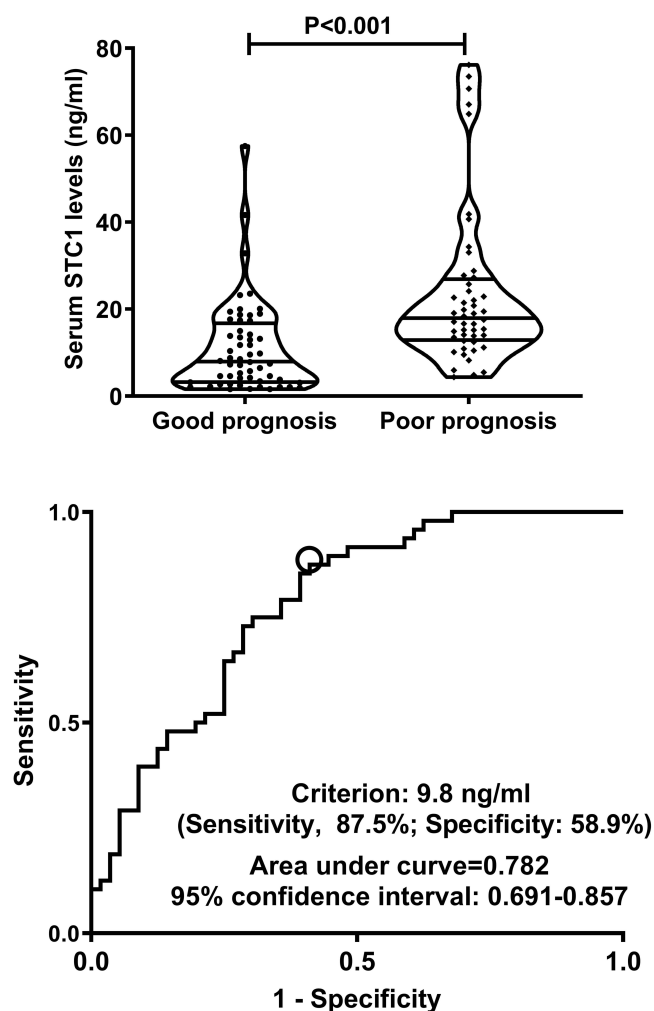 P<0.001
80
60
40
20
0
Serum STC1 levels (ng/ml)
Good prognosis
Poor prognosis
1.0
0.5
0.0
Sensitivity
Criterion: 9.8 ng/ml
(Sensitivity, 87.5%; Specificity: 58.9%)
Area under curve=0.782
95% confidence interval: 0.691-0.857
0.0
0.5
1.0
1 - Specificity